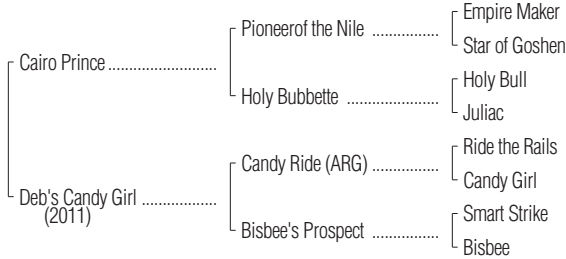 Empire Maker
Pioneerof the Nile ................
Star of Goshen
Cairo Prince ..........................
Holy Bull
Holy Bubbette ......................
Juliac
Ride the Rails
Candy Ride (ARG) ................
Candy Girl
Deb's Candy Girl ..................
(2011)
Smart Strike
Bisbee's Prospect ................
Bisbee